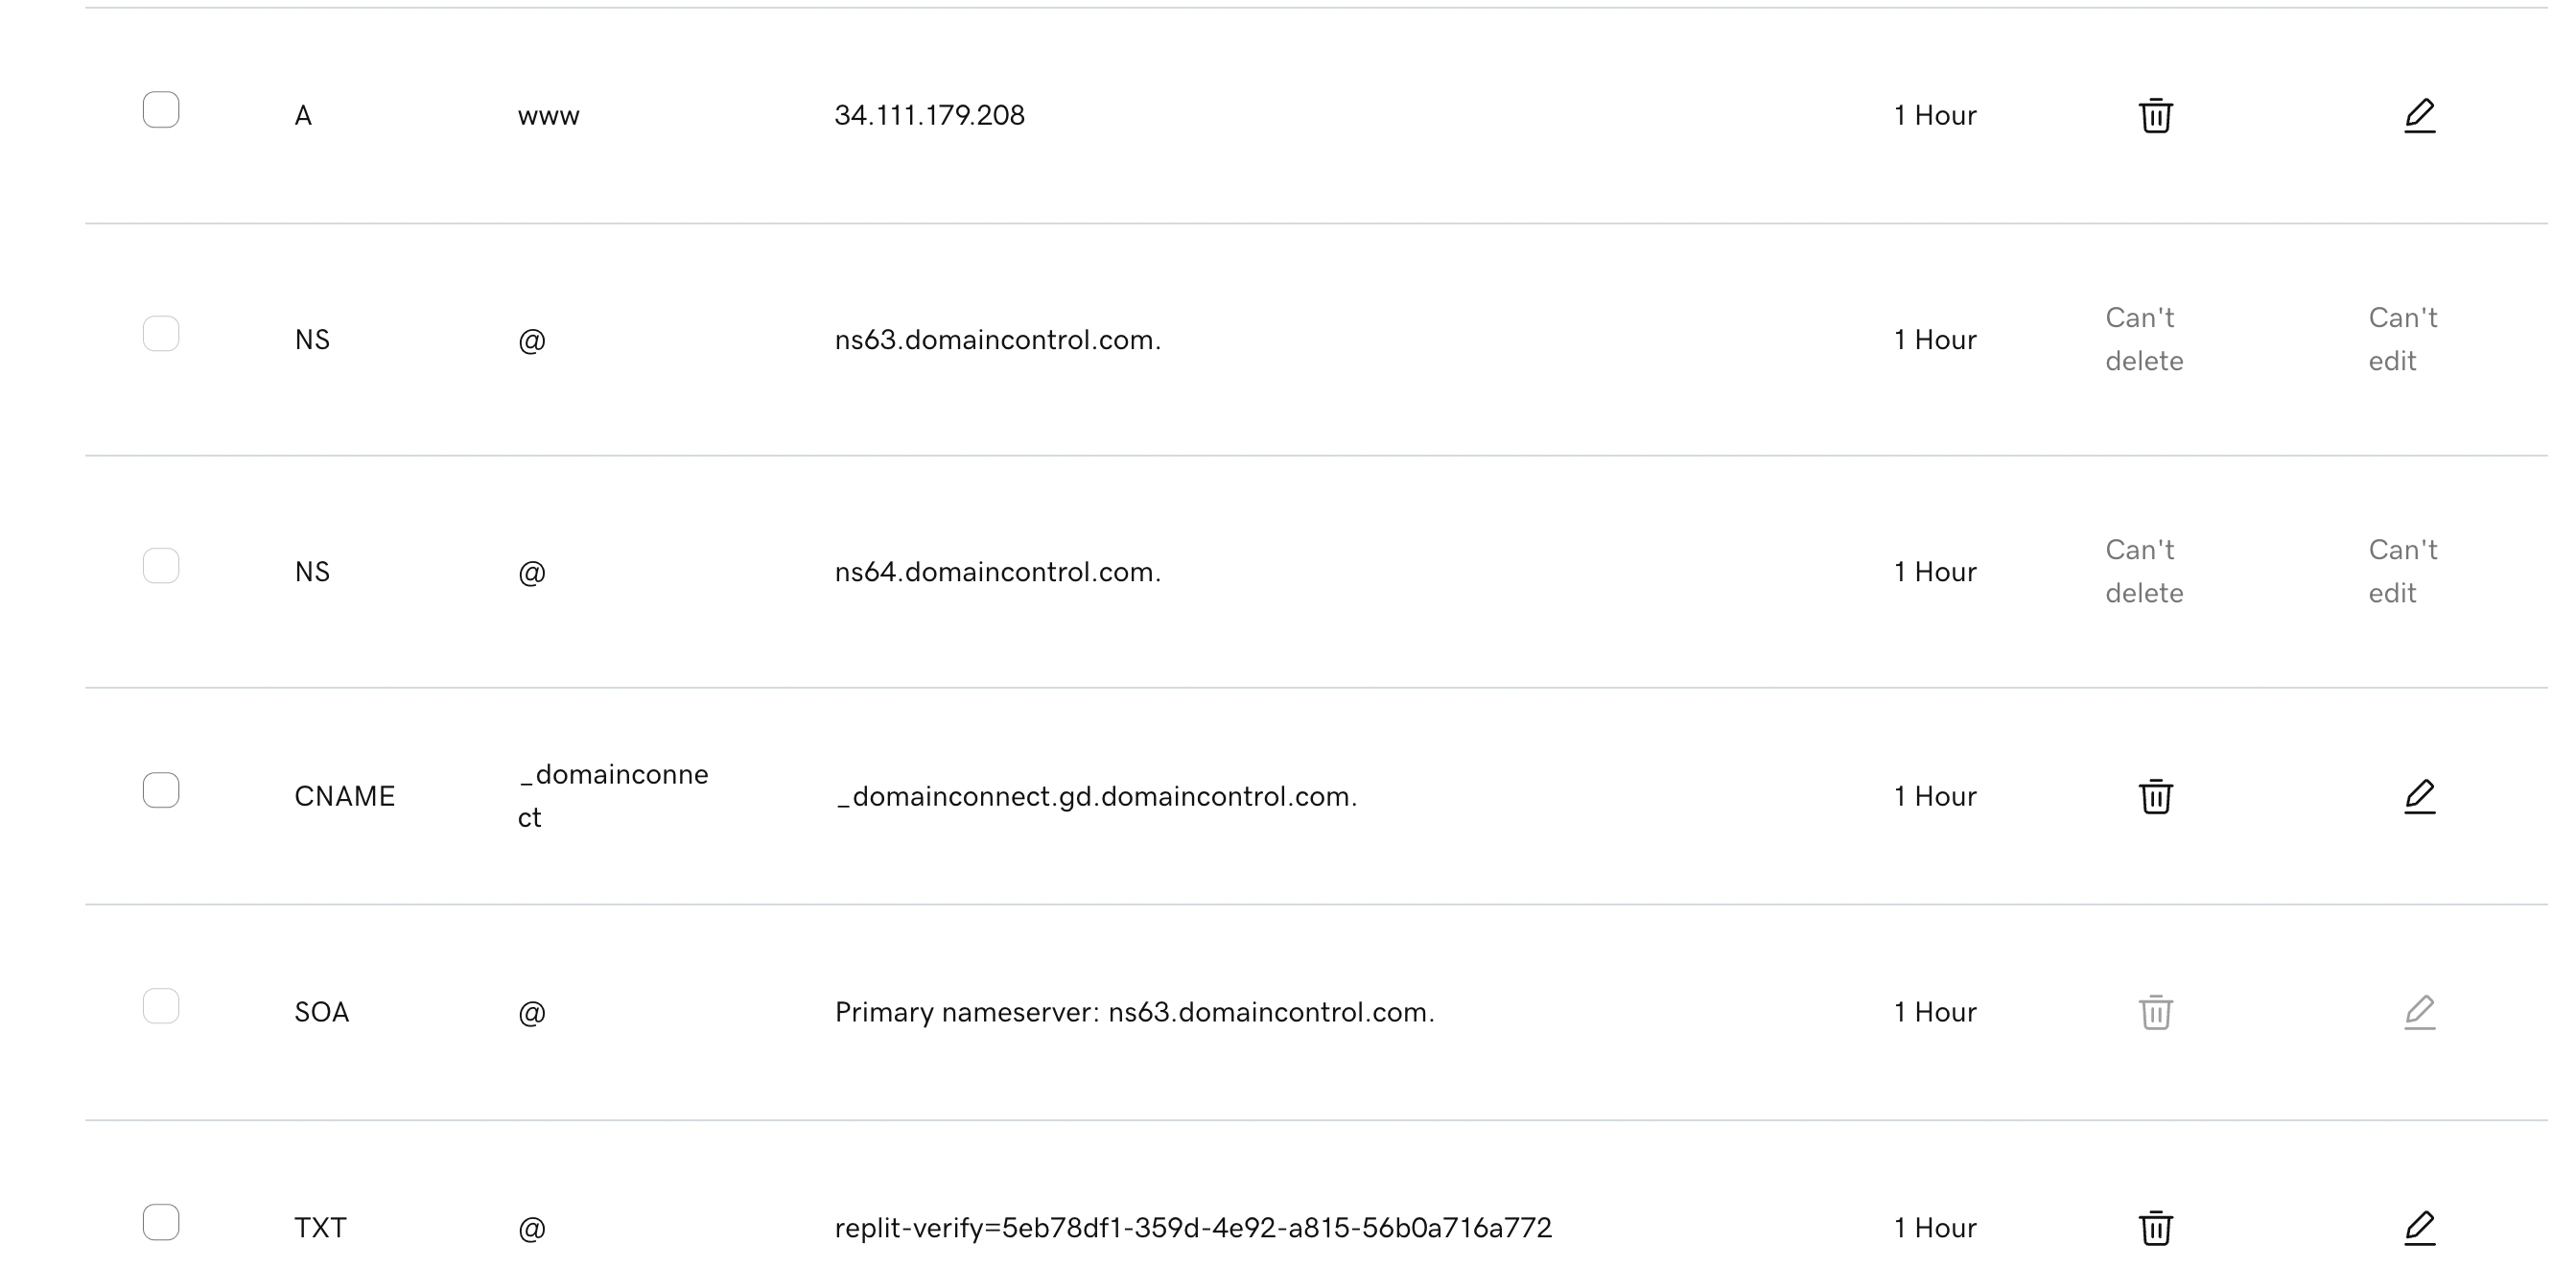 A www 34.111.179.208 1 Hour
NS @ ns63.domaincontrol.com. 1 Hour Can't delete Can't edit
NS @ ns64.domaincontrol.com. 1 Hour Can't delete Can't edit
CNAME _domainconne
ct _domainconnect.gd.domaincontrol.com. 1 Hour
SOA @ Primary nameserver: ns63.domaincontrol.com. 1 Hour
TXT @ replit-verify=5eb78df1-359d-4e92-a815-56b0a716a772 1 Hour